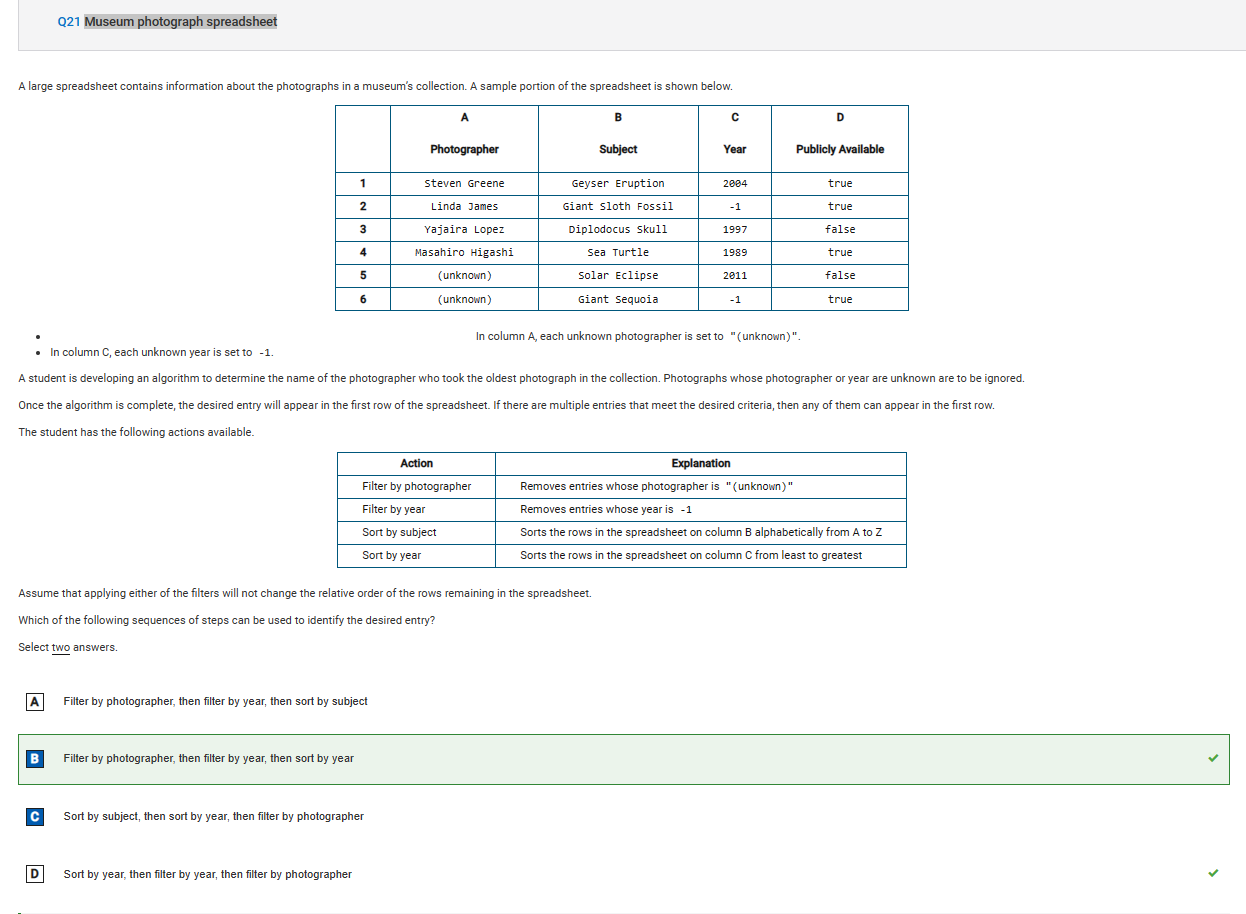 Q21 Museum photograph spreadsheet
A large spreadsheet contains information about the photographs in a museum's collection. A sample portion of the spreadsheet is shown below.
A B C D
Photographer Subject Year Publicly Available
1 Steven Greene Geyser Eruption 2004 true
2 Linda James Giant Sloth Fossil -1 true
3 Yajaira Lopez Diplodocus Skull 1997 false
4 Masahiro Higashi Sea Turtle 1989 true
5 (unknown) Solar Eclipse 2011 false
6 (unknown) Giant Sequoia -1 true
• In column A, each unknown photographer is set to "(unknown)".
• In column C, each unknown year is set to -1.
A student is developing an algorithm to determine the name of the photographer who took the oldest photograph in the collection. Photographs whose photographer or year are unknown are to be ignored.
Once the algorithm is complete, the desired entry will appear in the first row of the spreadsheet. If there are multiple entries that meet the desired criteria, then any of them can appear in the first row.
The student has the following actions available.
Action Explanation
Filter by photographer Removes entries whose photographer is "(unknown)"
Filter by year Removes entries whose year is -1
Sort by subject Sorts the rows in the spreadsheet on column B alphabetically from A to Z
Sort by year Sorts the rows in the spreadsheet on column C from least to greatest
Assume that applying either of the filters will not change the relative order of the rows remaining in the spreadsheet.
Which of the following sequences of steps can be used to identify the desired entry?
Select two answers.
A Filter by photographer, then filter by year, then sort by subject
B Filter by photographer, then filter by year, then sort by year
C Sort by subject, then sort by year, then filter by photographer
D Sort by year, then filter by year, then filter by photographer